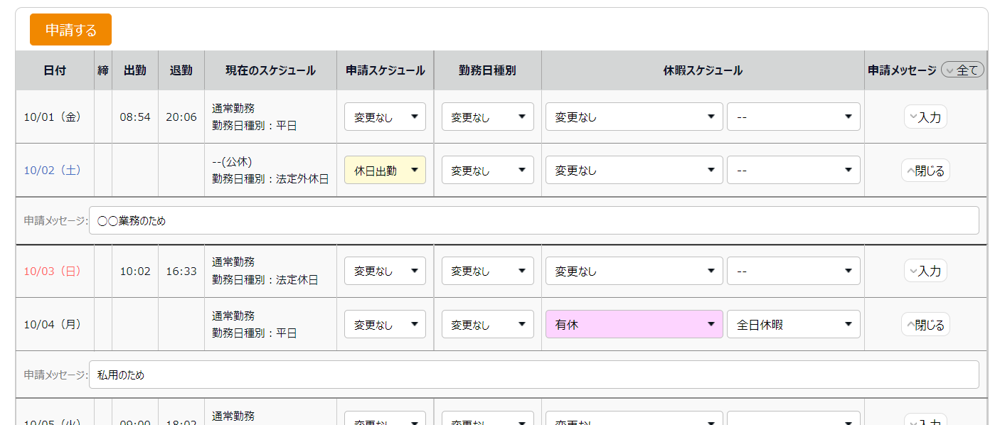 申請する
日付 締 出勤 退勤 現在のスケジュール 申請スケジュール 勤務日種別 休暇スケジュール 申請メッセージ 全て
10/01（金） 08:54 20:06 通常勤務 変更なし 変更なし 変更なし -- 入力
勤務日種別：平日
10/02（土） --(公休) 休日出勤 変更なし 変更なし -- 閉じる
勤務日種別：法定外休日
申請メッセージ: 〇〇業務のため
10/03（日） 10:02 16:33 通常勤務 変更なし 変更なし 変更なし -- 入力
勤務日種別：法定休日
10/04（月） 通常勤務 変更なし 変更なし 有休 全日休暇 閉じる
勤務日種別：平日
申請メッセージ: 私用のため
10/05（火） 09:00 18:02 通常勤務 変更なし 変更なし 変更なし -- 入力